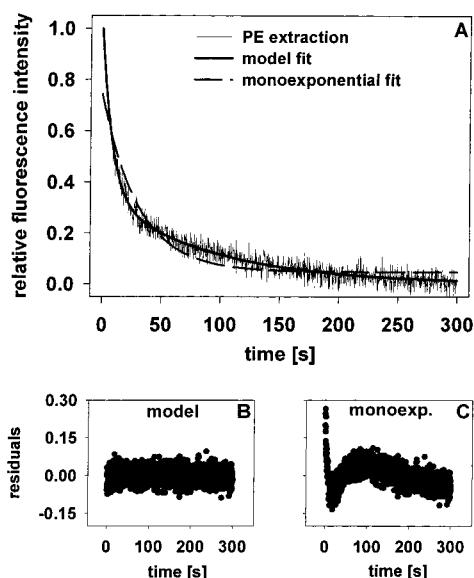 A
PE extraction
model fit
monoexponential fit
relative fluorescence intensity
1.0
0.8
0.6
0.4
0.2
0.0
0 50 100 150 200 250 300
time [s]
residuals
0.30
0.15
0.00
-0.15
model B
0 100 200 300
time [s]
monoexp. C
0 100 200 300
time [s]